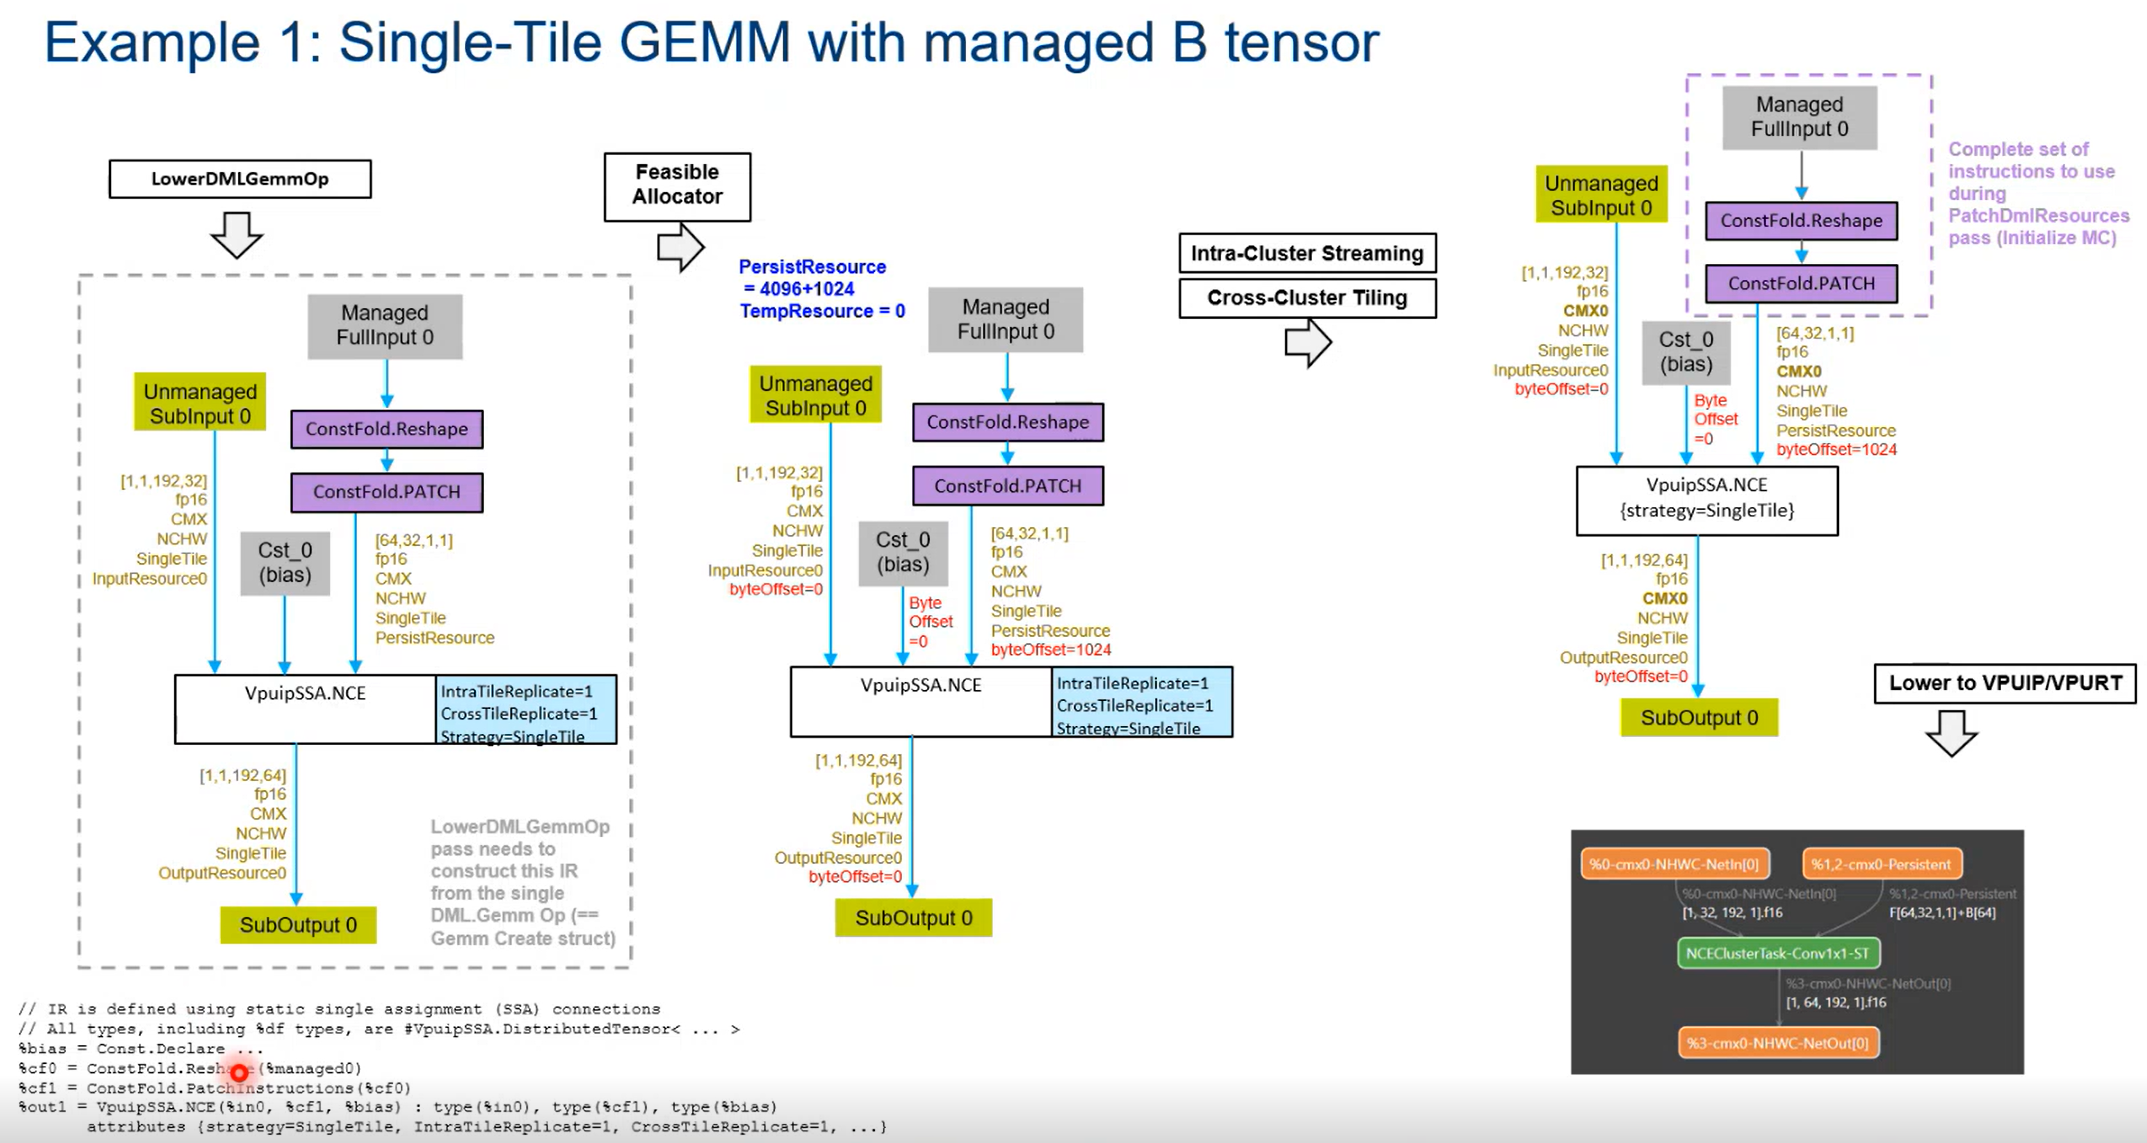 Example 1: Single-Tile GEMM with managed B tensor
LowerDMLGemmOp
Managed
FullInput 0
Unmanaged
SubInput 0
ConstFold.Reshape
ConstFold.PATCH
[1,1,192,32]
fp16
CMX
NCHW
SingleTile
InputResource0
Cst_0
(bias)
[64,32,1,1]
fp16
CMX
NCHW
SingleTile
PersistResource
VpuipSSA.NCE
IntraTileReplicate=1
CrossTileReplicate=1
Strategy=SingleTile
[1,1,192,64]
fp16
CMX
NCHW
SingleTile
OutputResource0
SubOutput 0
LowerDMLGemmOp
pass needs to
construct this IR
from the single
DML.Gemm Op (==
Gemm Create struct)
Feasible
Allocator
PersistResource
= 4096+1024
TempResource = 0
Managed
FullInput 0
Unmanaged
SubInput 0
ConstFold.Reshape
ConstFold.PATCH
[1,1,192,32]
fp16
CMX
NCHW
SingleTile
InputResource0
byteOffset=0
Cst_0
(bias)
Byte
Offset
=0
[64,32,1,1]
fp16
CMX
NCHW
SingleTile
PersistResource
byteOffset=1024
VpuipSSA.NCE
IntraTileReplicate=1
CrossTileReplicate=1
Strategy=SingleTile
[1,1,192,64]
fp16
CMX
NCHW
SingleTile
OutputResource0
byteOffset=0
SubOutput 0
Intra-Cluster Streaming
Cross-Cluster Tiling
Managed
FullInput 0
Unmanaged
SubInput 0
ConstFold.Reshape
ConstFold.PATCH
Complete set of
instructions to use
during
PatchDmlResources
pass (Initialize MC)
[1,1,192,32]
fp16
CMX0
NCHW
SingleTile
InputResource0
byteOffset=0
Cst_0
(bias)
Byte
Offset
=0
[64,32,1,1]
fp16
CMX0
NCHW
SingleTile
PersistResource
byteOffset=1024
VpuipSSA.NCE
{strategy=SingleTile}
[1,1,192,64]
fp16
CMX0
NCHW
SingleTile
OutputResource0
byteOffset=0
SubOutput 0
Lower to VPUIP/VPURT
%0-cmx0-NHWC-NetIn[0]
%1,2-cmx0-Persistent
%0-cmx0-NHWC-NetIn[0]
[1, 32, 192, 1].f16
%1,2-cmx0-Persistent
F[64,32,1,1]+B[64]
NCEClusterTask-Conv1x1-ST
%3-cmx0-NHWC-NetOut[0]
[1, 64, 192, 1].f16
%3-cmx0-NHWC-NetOut[0]
// IR is defined using static single assignment (SSA) connections
// All types, including %df types, are #VpuipSSA.DistributedTensor< ... >
%bias = Const.Declare ...
%cf0 = ConstFold.Reshape(%managed0)
%cf1 = ConstFold.PatchInstructions(%cf0)
%out1 = VpuipSSA.NCE(%in0, %cf1, %bias) : type(%in0), type(%cf1), type(%bias)
attributes {strategy=SingleTile, IntraTileReplicate=1, CrossTileReplicate=1, ...}